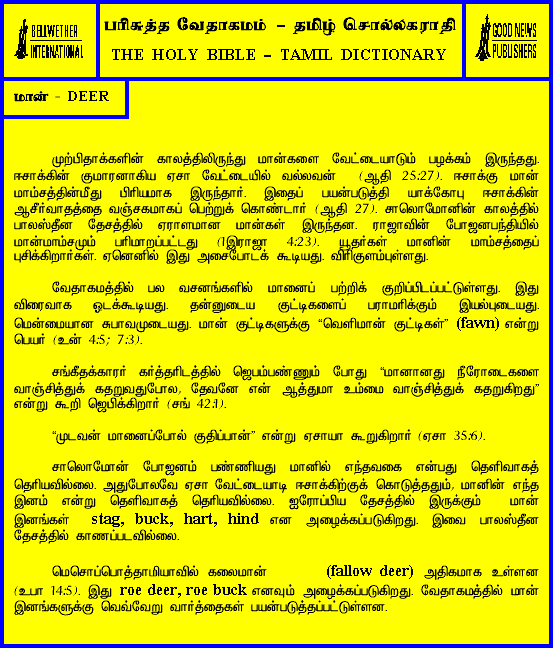 BELLWETHER
INTERNATIONAL
பரிசுத்த வேதாகமம் – தமிழ் சொல்லகராதி
THE HOLY BIBLE – TAMIL DICTIONARY
GOOD NEWS
PUBLISHERS
மான் - DEER
முற்பிதாக்களின் காலத்திலிருந்து மான்களை வேட்டையாடும் பழக்கம் இருந்தது.
ஈசாக்கின் குமாரனாகிய ஏசா வேட்டையில் வல்லவன் (ஆதி 25:27). ஈசாக்கு மான்
மாம்சத்தின்மீது பிரியமாக இருந்தார். இதைப் பயன்படுத்தி யாக்கோபு ஈசாக்கின்
ஆசீர்வாதத்தை வஞ்சகமாகப் பெற்றுக் கொண்டார் (ஆதி 27). சாலொமோனின் காலத்தில்
பாலஸ்தீன தேசத்தில் ஏராளமான மான்கள் இருந்தன. ராஜாவின் போஜனபந்தியில்
மான்மாம்சமும் பரிமாறப்பட்டது (1இராஜா 4:23). யூதர்கள் மானின் மாம்சத்தைப்
புசிக்கிறார்கள். ஏனெனில் இது அசைபோடக் கூடியது. விரிகுளம்புள்ளது.
வேதாகமத்தில் பல வசனங்களில் மானைப் பற்றிக் குறிப்பிடப்பட்டுள்ளது. இது
விரைவாக ஓடக்கூடியது. தன்னுடைய குட்டிகளைப் பராமரிக்கும் இயல்புடையது.
மென்மையான சுபாவமுடையது. மான் குட்டிகளுக்கு “வெளிமான் குட்டிகள்” (fawn) என்று
பெயர் (உன் 4:5; 7:3).
சங்கீதக்காரர் கர்த்தரிடத்தில் ஜெபம்பண்ணும் போது “மானானது நீரோடைகளை
வாஞ்சித்துக் கதறுவதுபோல, தேவனே என் ஆத்துமா உம்மை வாஞ்சித்துக் கதறுகிறது”
என்று கூறி ஜெபிக்கிறார் (சங் 42:1).
“முடவன் மானைப்போல் குதிப்பான்” என்று ஏசாயா கூறுகிறார் (ஏசா 35:6).
சாலொமோன் போஜனம் பண்ணியது மானில் எந்தவகை என்பது தெளிவாகத்
தெரியவில்லை. அதுபோலவே ஏசா வேட்டையாடி ஈசாக்கிற்குக் கொடுத்ததும், மானின் எந்த
இனம் என்று தெளிவாகத் தெரியவில்லை. ஐரோப்பிய தேசத்தில் இருக்கும் மான்
இனங்கள் stag, buck, hart, hind என அழைக்கப்படுகிறது. இவை பாலஸ்தீன
தேசத்தில் காணப்படவில்லை.
மெசொப்பொத்தாமியாவில் கலைமான் (fallow deer) அதிகமாக உள்ளன
(உபா 14:5). இது roe deer, roe buck எனவும் அழைக்கப்படுகிறது. வேதாகமத்தில் மான்
இனங்களுக்கு வெவ்வேறு வார்த்தைகள் பயன்படுத்தப்பட்டுள்ளன.